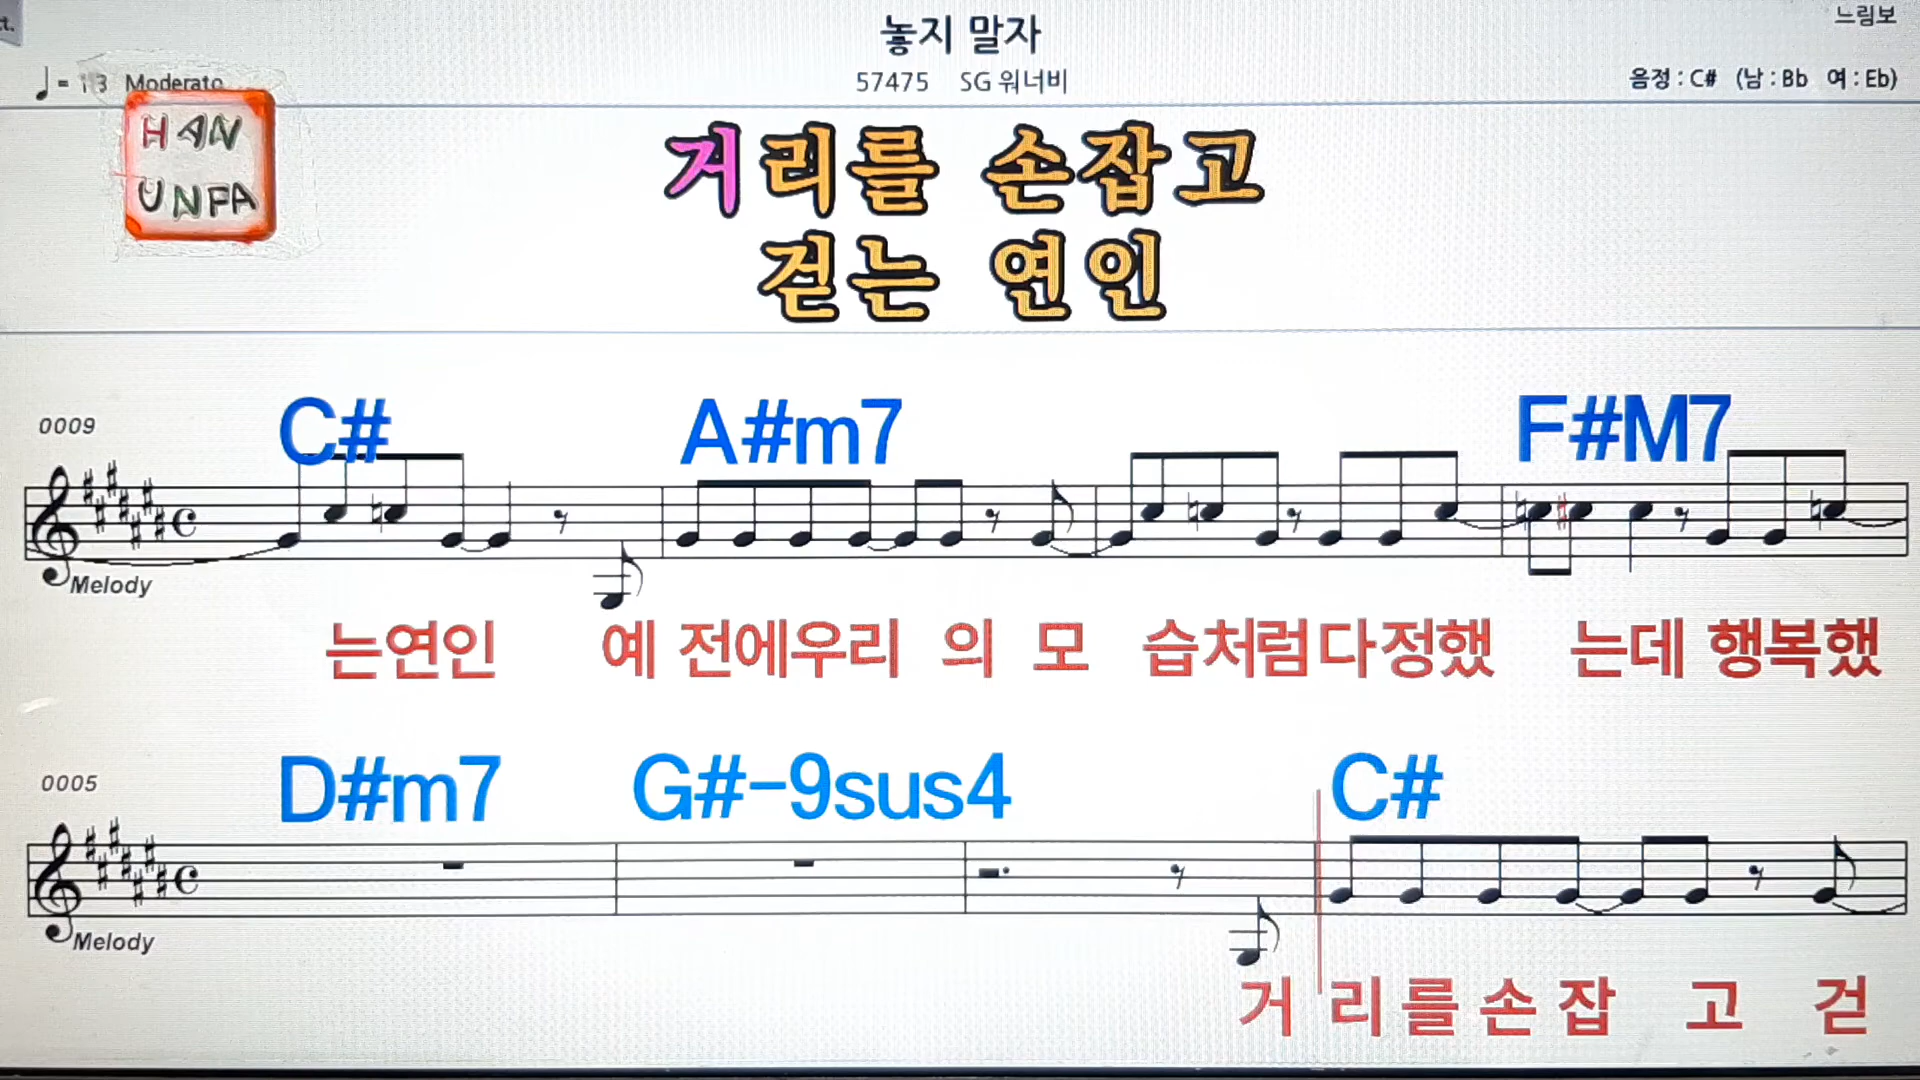 놓지 말자
느림보
Moderato
57475 SG 워너비
음정 : C# (남 : Bb 여 : Eb)
HAN
UNFA
거리를 손잡고
걷는 연인
0009
C# A#m7 F#M7
Melody
는연인 예 전에우리 의 모 습처럼다정했 는데 행복했
0005
D#m7 G#-9sus4 C#
Melody
거 리를손잡 고 걷